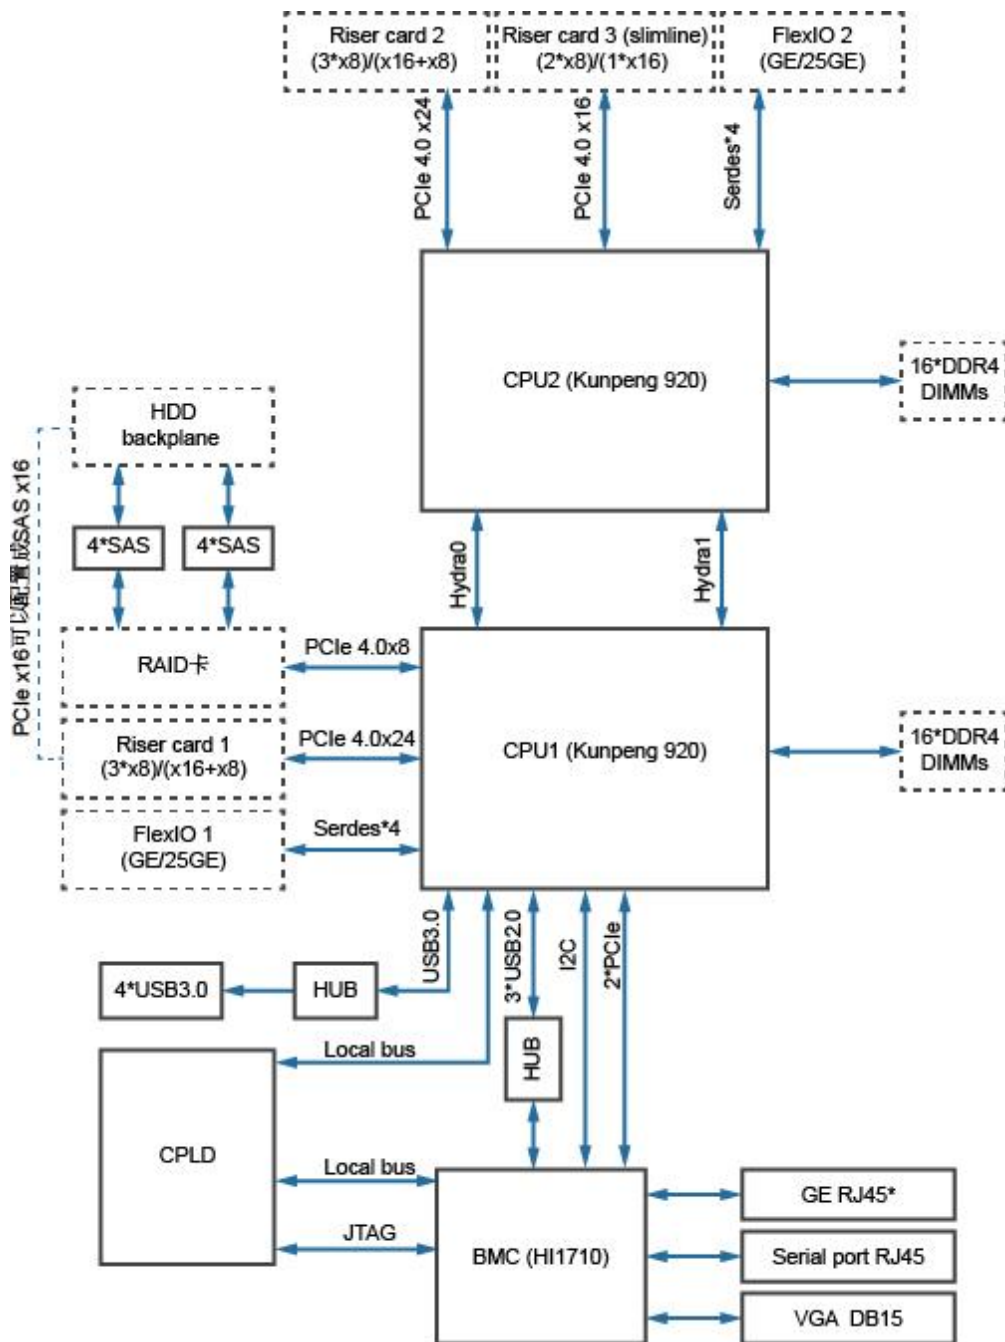 Riser card 2
(3*x8)/(x16+x8)
Riser card 3 (slimline)
(2*x8)/(1*x16)
FlexIO 2
(GE/25GE)
PCIe 4.0 x24
PCIe 4.0 x16
Serdes*4
CPU2 (Kunpeng 920)
16*DDR4
DIMMs
HDD
backplane
PCIe x16可以配置成SAS x16
4*SAS
4*SAS
Hydra0
Hydra1
RAID卡
PCIe 4.0x8
Riser card 1
(3*x8)/(x16+x8)
PCIe 4.0x24
CPU1 (Kunpeng 920)
16*DDR4
DIMMs
FlexIO 1
(GE/25GE)
Serdes*4
USB3.0
3*USB2.0
I2C
2*PCIe
4*USB3.0
HUB
HUB
Local bus
CPLD
Local bus
JTAG
BMC (HI1710)
GE RJ45*
Serial port RJ45
VGA DB15